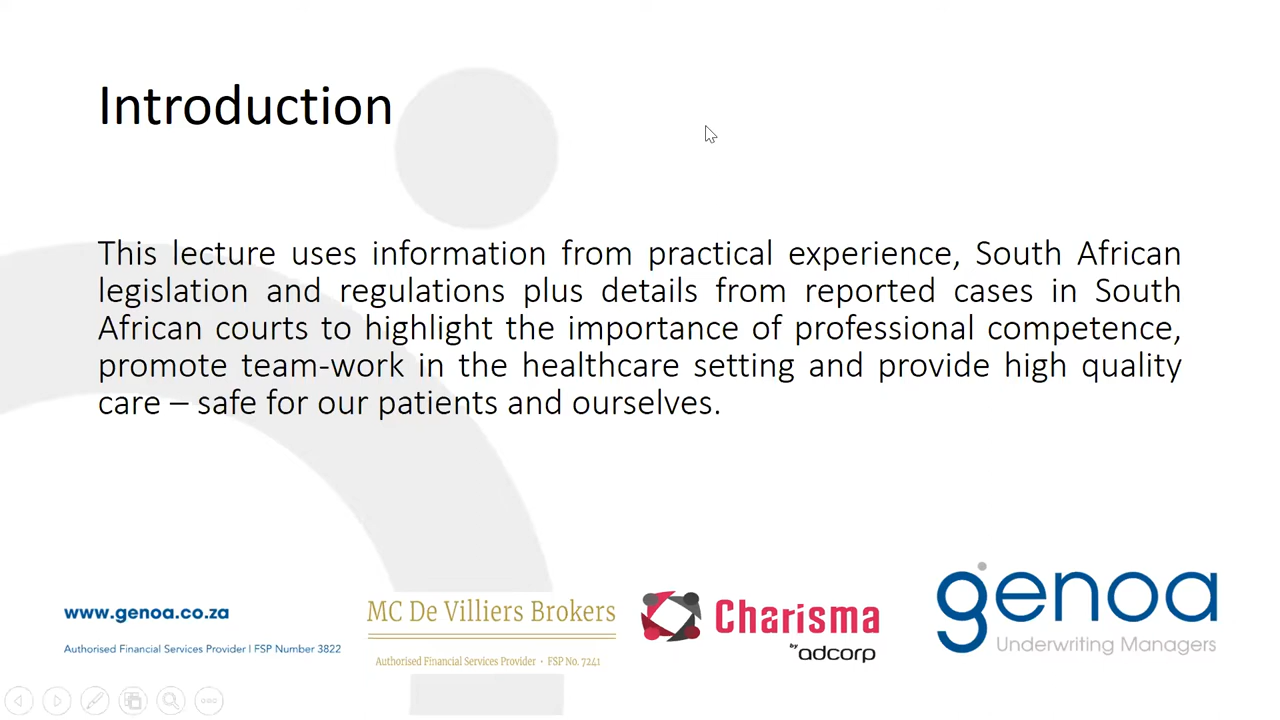 Introduction
This lecture uses information from practical experience, South African
legislation and regulations plus details from reported cases in South
African courts to highlight the importance of professional competence,
promote team-work in the healthcare setting and provide high quality
care – safe for our patients and ourselves.
www.genoa.co.za
Authorised Financial Services Provider | FSP Number 3822
MC De Villiers Brokers
Authorised Financial Services Provider • FSP No. 7241
Charisma
by adcorp
genoa
Underwriting Managers